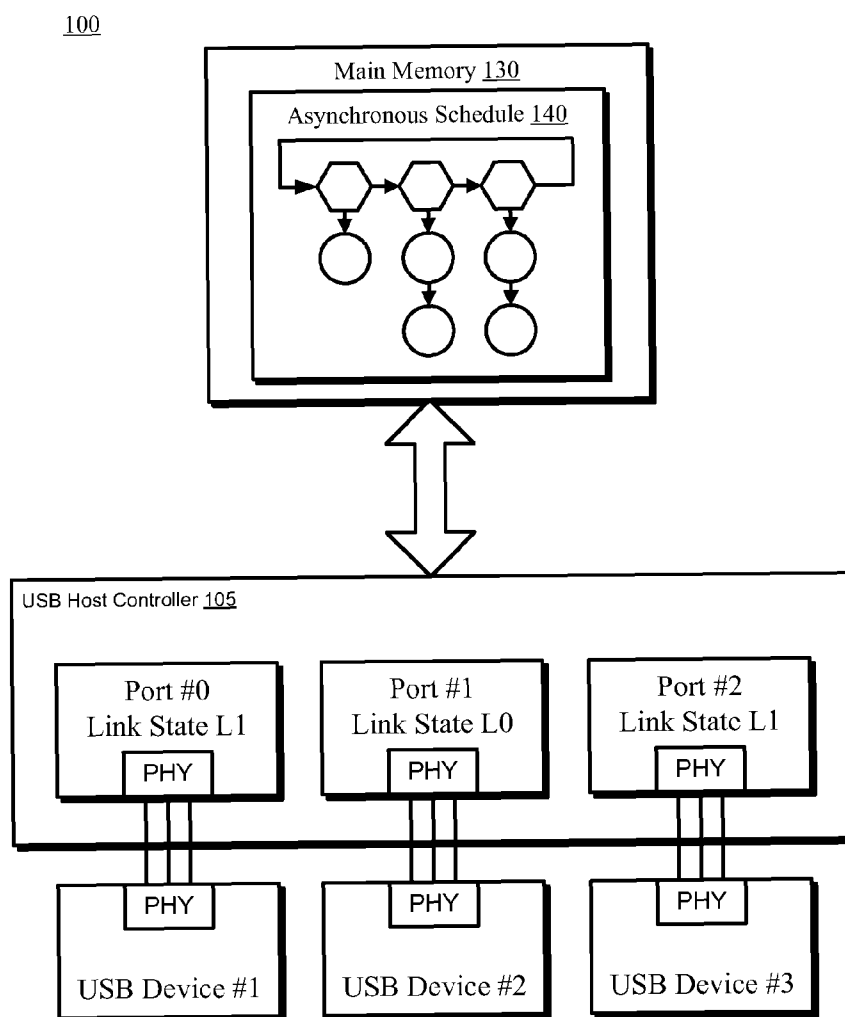 100
Main Memory 130
Asynchronous Schedule 140
USB Host Controller 105
Port #0
Link State L1
PHY
Port #1
Link State L0
PHY
Port #2
Link State L1
PHY
PHY
USB Device #1
PHY
USB Device #2
PHY
USB Device #3